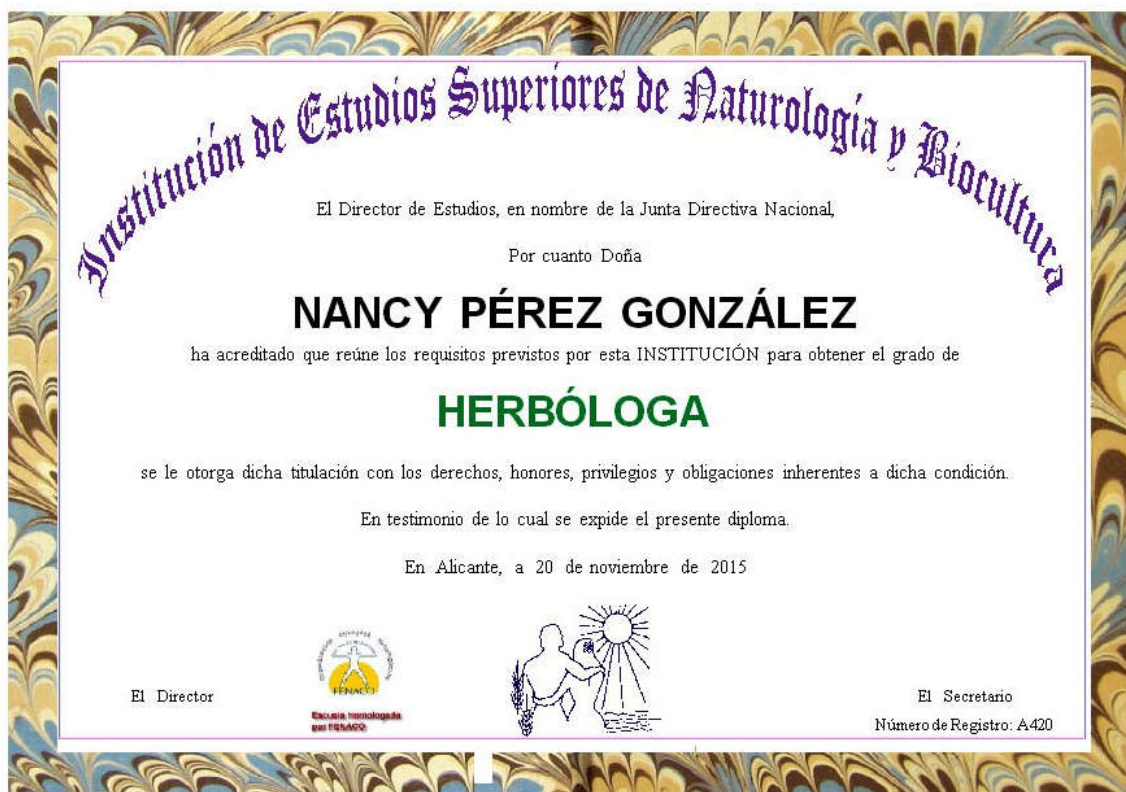 Institución de Estudios Superiores de Naturología y Biocultura
El Director de Estudios, en nombre de la Junta Directiva Nacional,
Por cuanto Doña
NANCY PÉREZ GONZÁLEZ
ha acreditado que reúne los requisitos previstos por esta INSTITUCIÓN para obtener el grado de
HERBÓLOGA
se le otorga dicha titulación con los derechos, honores, privilegios y obligaciones inherentes a dicha condición.
En testimonio de lo cual se expide el presente diploma.
En Alicante, a 20 de noviembre de 2015
FENACO
Escuela homologada
por FENACO
El Director
El Secretario
Número de Registro: A420